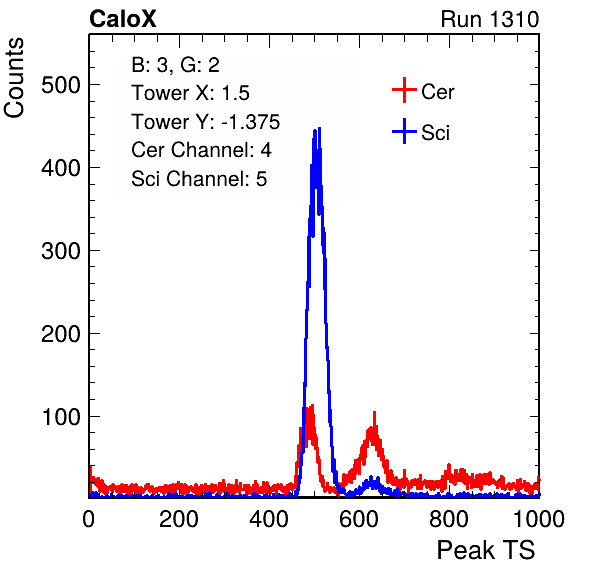 CaloX Run 1310
Counts
B: 3, G: 2
Tower X: 1.5
Tower Y: -1.375
Cer Channel: 4
Sci Channel: 5
Cer
Sci
500
400
300
200
100
0 200 400 600 800 1000
Peak TS